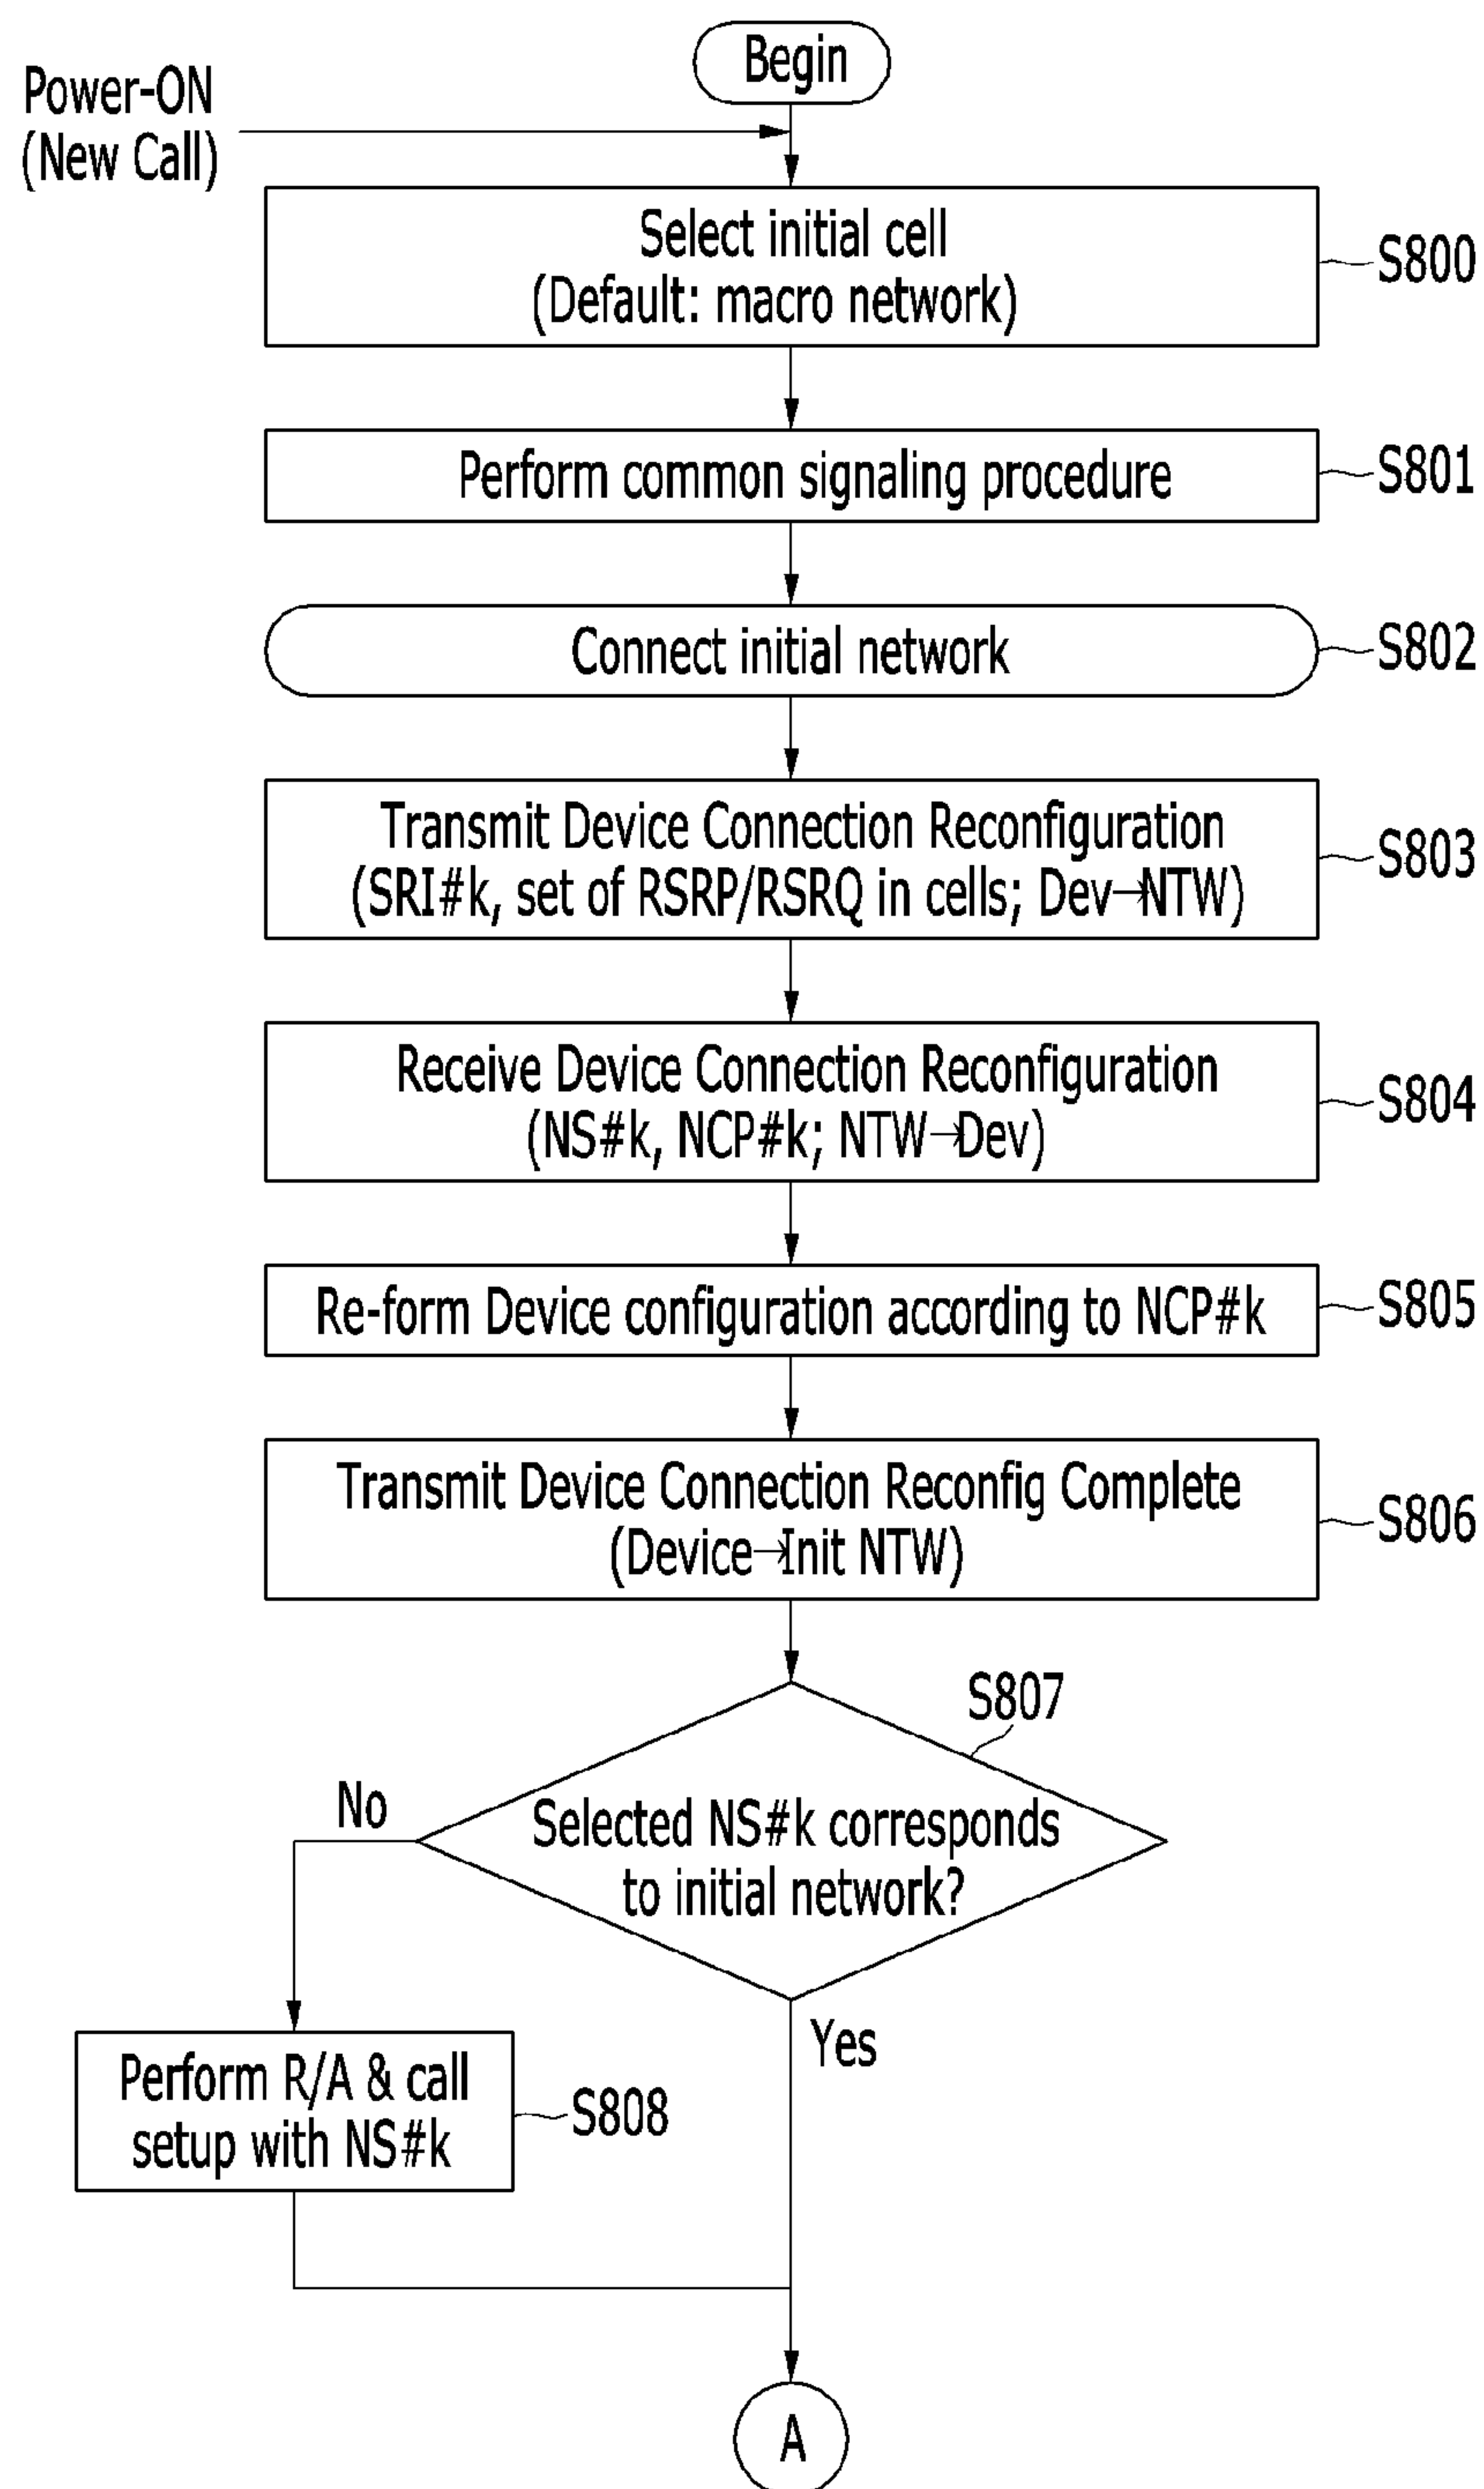 Begin
Power-ON
(New Call)
Select initial cell
(Default: macro network)
S800
Perform common signaling procedure
S801
Connect initial network
S802
Transmit Device Connection Reconfiguration
(SRI#k, set of RSRP/RSRQ in cells; Dev→NTW)
S803
Receive Device Connection Reconfiguration
(NS#k, NCP#k; NTW→Dev)
S804
Re-form Device configuration according to NCP#k
S805
Transmit Device Connection Reconfig Complete
(Device→Init NTW)
S806
S807
Selected NS#k corresponds
to initial network?
No
Yes
Perform R/A & call
setup with NS#k
S808
A